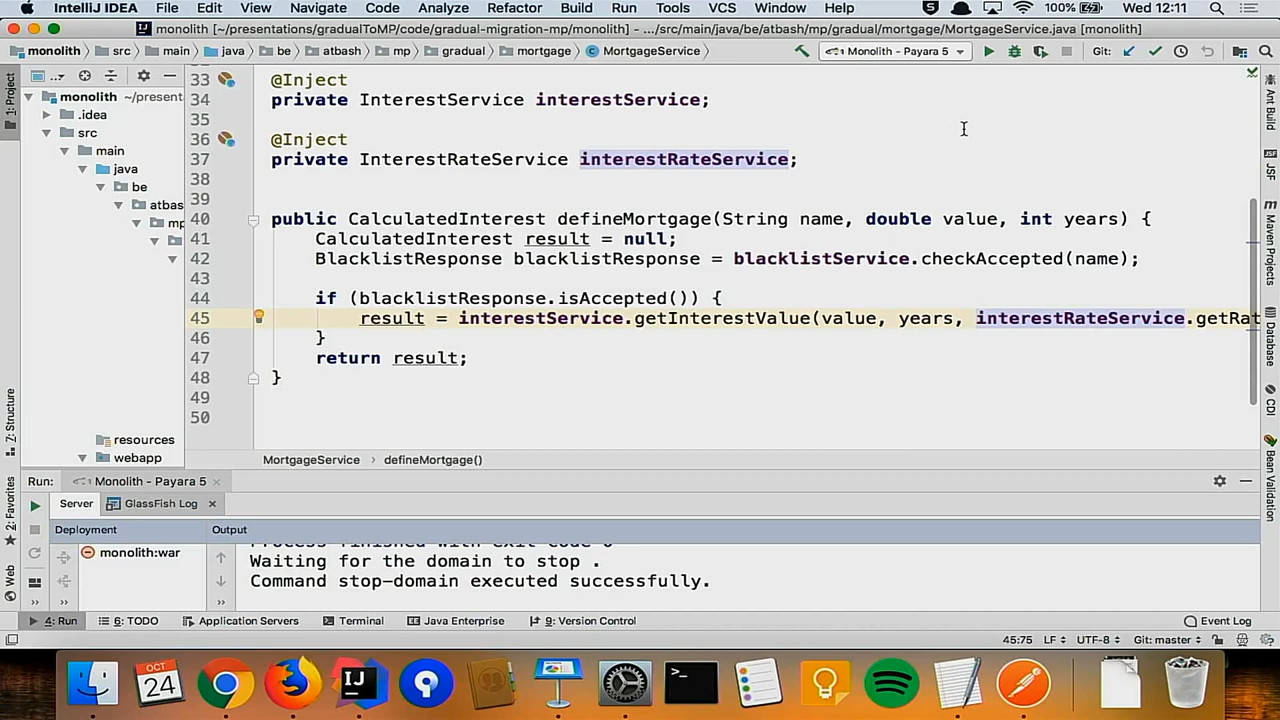 IntelliJ IDEA File Edit View Navigate Code Analyze Refactor Build Run Tools VCS Window Help 100% Wed 12:11
monolith [~/presentations/gradualToMP/code/gradual-migration-mp/monolith] - .../src/main/java/be/atbash/mp/gradual/mortgage/MortgageService.java [monolith]
monolith src main java be atbash mp gradual mortgage MortgageService Monolith - Payara 5 Git:
1: Project
...
monolith ~/present
.idea
src
main
java
be
atbas
mp
resources
webapp
33 @Inject
34 private InterestService interestService;
35
36 @Inject
37 private InterestRateService interestRateService;
38
39
40 public CalculatedInterest defineMortgage(String name, double value, int years) {
41 CalculatedInterest result = null;
42 BlacklistResponse blacklistResponse = blacklistService.checkAccepted(name);
43
44 if (blacklistResponse.isAccepted()) {
45 result = interestService.getInterestValue(value, years, interestRateService.getRat
46 }
47 return result;
48 }
49
50
MortgageService defineMortgage()
Ant Build
JSF
Maven Projects
Database
CDI
Bean Validation
7: Structure
2: Favorites
Web
Run: Monolith - Payara 5
Server GlassFish Log
Deployment Output
monolith:war
Process finished with exit code 0
Waiting for the domain to stop .
Command stop-domain executed successfully.
4: Run 6: TODO Application Servers Terminal Java Enterprise 9: Version Control Event Log
45:75 LF UTF-8 Git: master
OCT
24
IJ